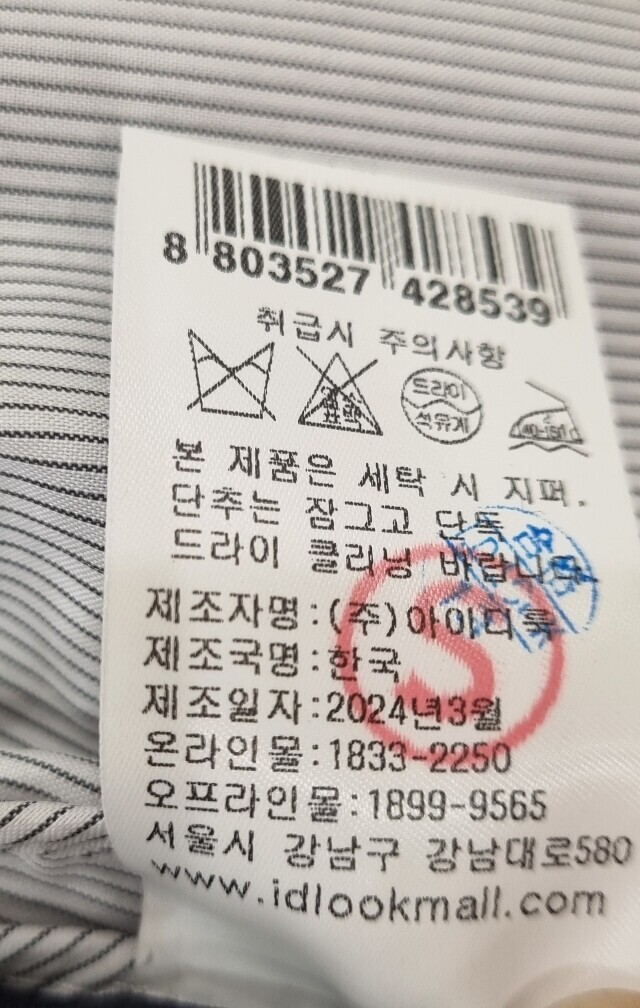 8 803527 428539
취급시 주의사항
드라이
석유계
본 제품은 세탁 시 지퍼.
단추는 잠그고 단독
드라이 클리닝 바랍니다.
제조자명:(주)아이디룩
제조국명:한국
제조일자:2024년3월
온라인몰:1833-2250
오프라인몰:1899-9565
서울시 강남구 강남대로580
www.idlookmall.com
S